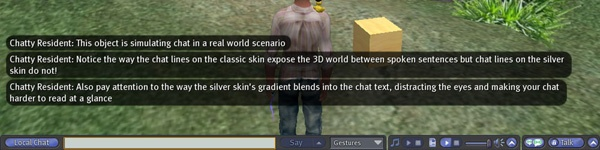 Chatty Resident: This object is simulating chat in a real world scenario
Chatty Resident: Notice the way the chat lines on the classic skin expose the 3D world between spoken sentences but chat lines on the silver
skin do not!
Chatty Resident: Also pay attention to the way the silver skin's gradient blends into the chat text, distracting the eyes and making your chat
harder to read at a glance
Local Chat Say Gestures Talk